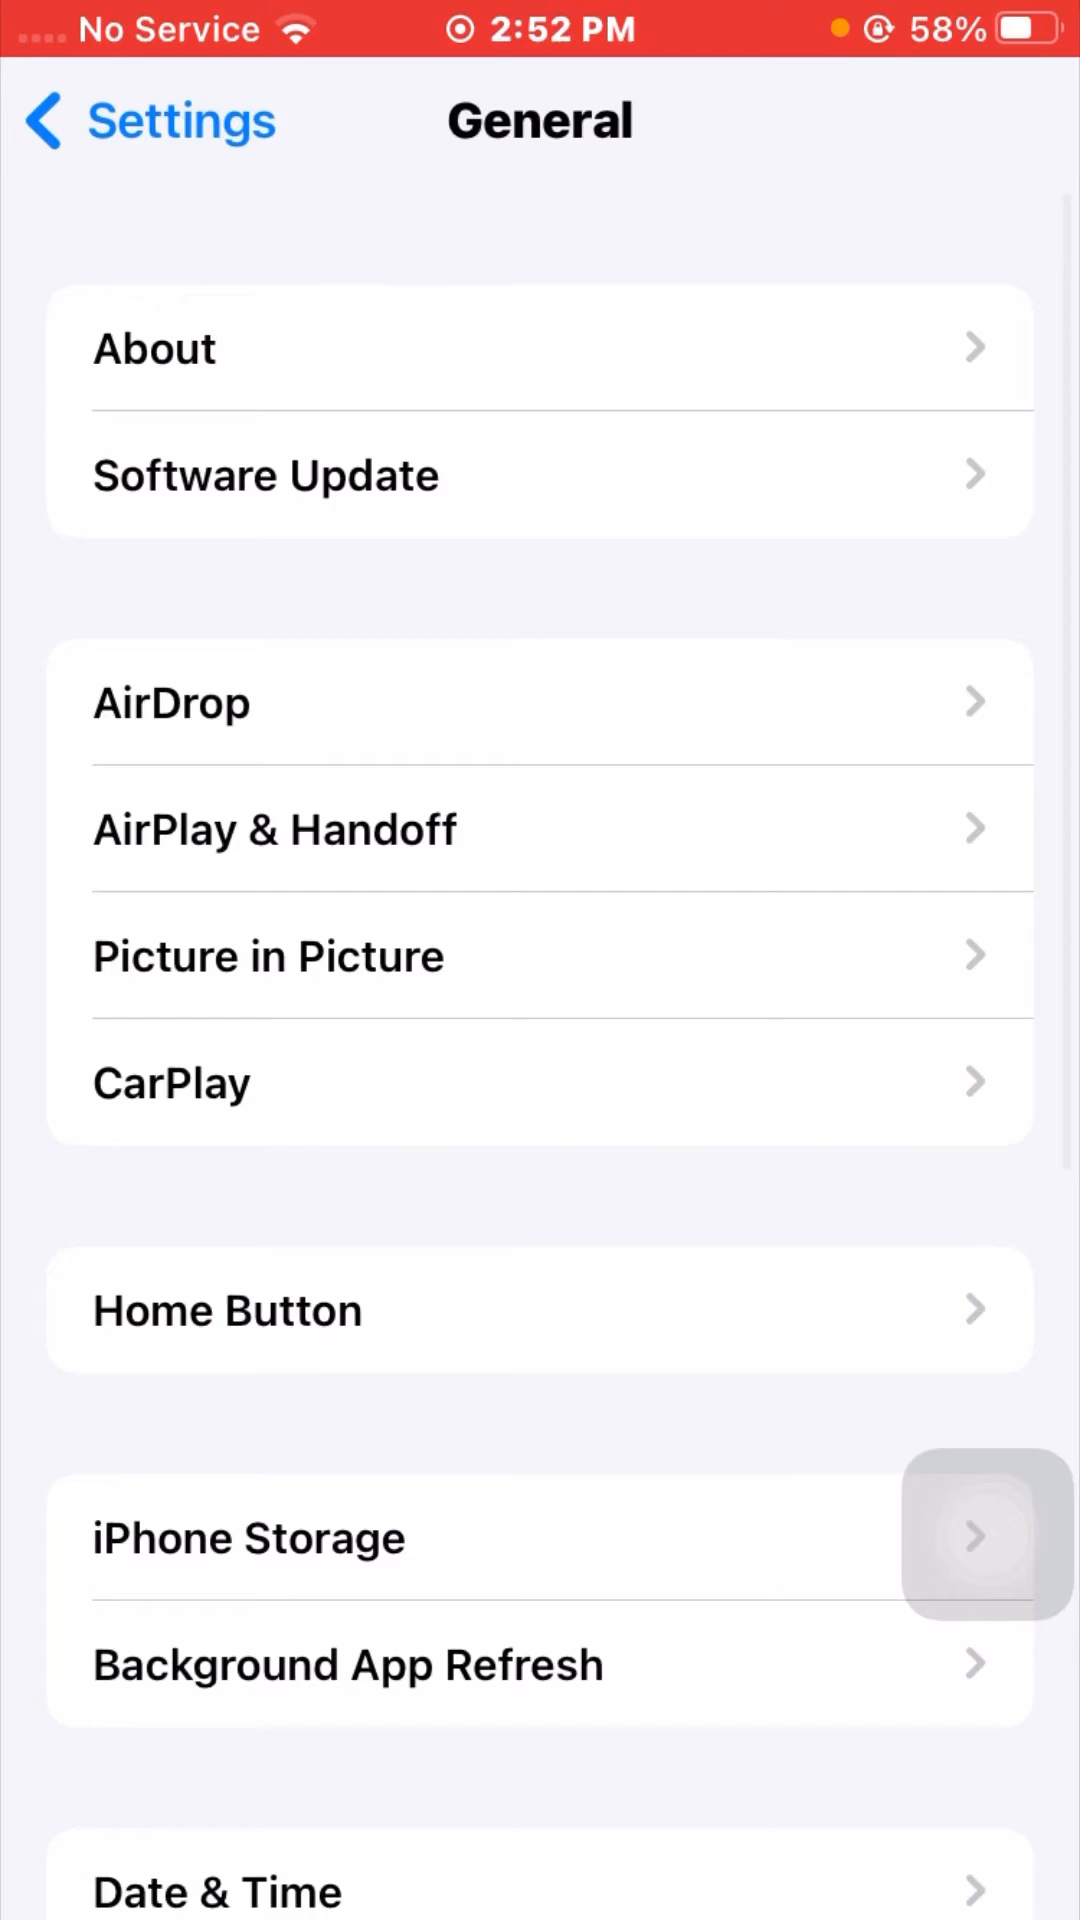 No Service 2:52 PM 58%
Settings General
About
Software Update
AirDrop
AirPlay & Handoff
Picture in Picture
CarPlay
Home Button
iPhone Storage
Background App Refresh
Date & Time